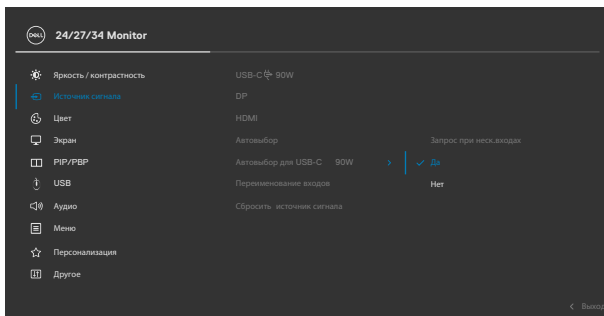 DELL 24/27/34 Monitor
Яркость / контрастность
USB-C 90W
Источник сигнала
DP
Цвет
HDMI
Экран
Автовыбор
Запрос при неск.входах
PIP/PBP
Автовыбор для USB-C 90W
Да
USB
Переименование входов
Нет
Аудио
Сбросить источник сигнала
Меню
Персонализация
Другое
Выход